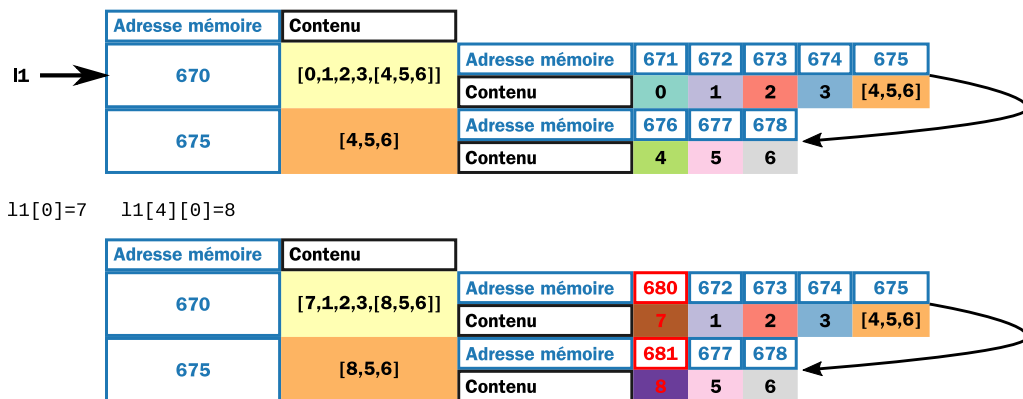 Adresse mémoire Contenu
l1 670 [0,1,2,3,[4,5,6]] Adresse mémoire 671 672 673 674 675
Contenu 0 1 2 3 [4,5,6]
675 [4,5,6] Adresse mémoire 676 677 678
Contenu 4 5 6
l1[0]=7 l1[4][0]=8
Adresse mémoire Contenu
670 [7,1,2,3,[8,5,6]] Adresse mémoire 680 672 673 674 675
Contenu 7 1 2 3 [4,5,6]
675 [8,5,6] Adresse mémoire 681 677 678
Contenu 8 5 6